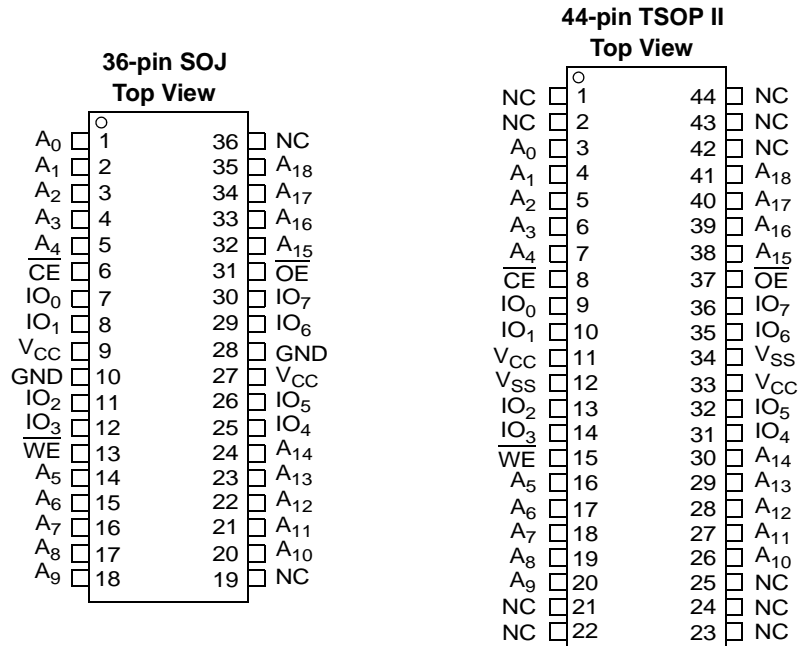 36-pin SOJ
Top View
A0 1 36 NC
A1 2 35 A18
A2 3 34 A17
A3 4 33 A16
A4 5 32 A15
CE 6 31 OE
IO0 7 30 IO7
IO1 8 29 IO6
VCC 9 28 GND
GND 10 27 VCC
IO2 11 26 IO5
IO3 12 25 IO4
WE 13 24 A14
A5 14 23 A13
A6 15 22 A12
A7 16 21 A11
A8 17 20 A10
A9 18 19 NC
44-pin TSOP II
Top View
NC 1 44 NC
NC 2 43 NC
A0 3 42 NC
A1 4 41 A18
A2 5 40 A17
A3 6 39 A16
A4 7 38 A15
CE 8 37 OE
IO0 9 36 IO7
IO1 10 35 IO6
VCC 11 34 VSS
VSS 12 33 VCC
IO2 13 32 IO5
IO3 14 31 IO4
WE 15 30 A14
A5 16 29 A13
A6 17 28 A12
A7 18 27 A11
A8 19 26 A10
A9 20 25 NC
NC 21 24 NC
NC 22 23 NC